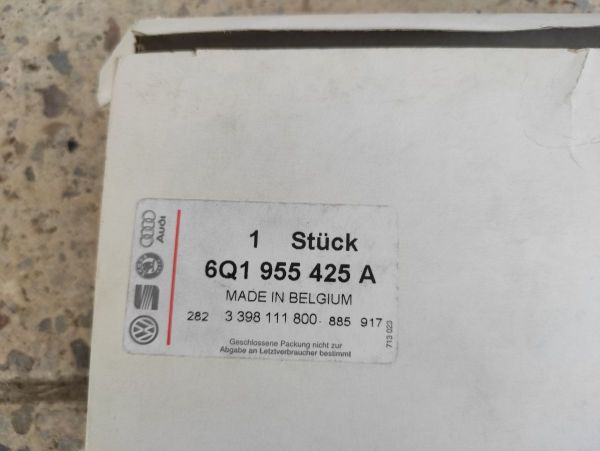 Audi
1 Stück
6Q1 955 425 A
MADE IN BELGIUM
282 3 398 111 800- 885 917
713 023
Geschlossene Packung nicht zur
Abgabe an Letztverbraucher bestimmt